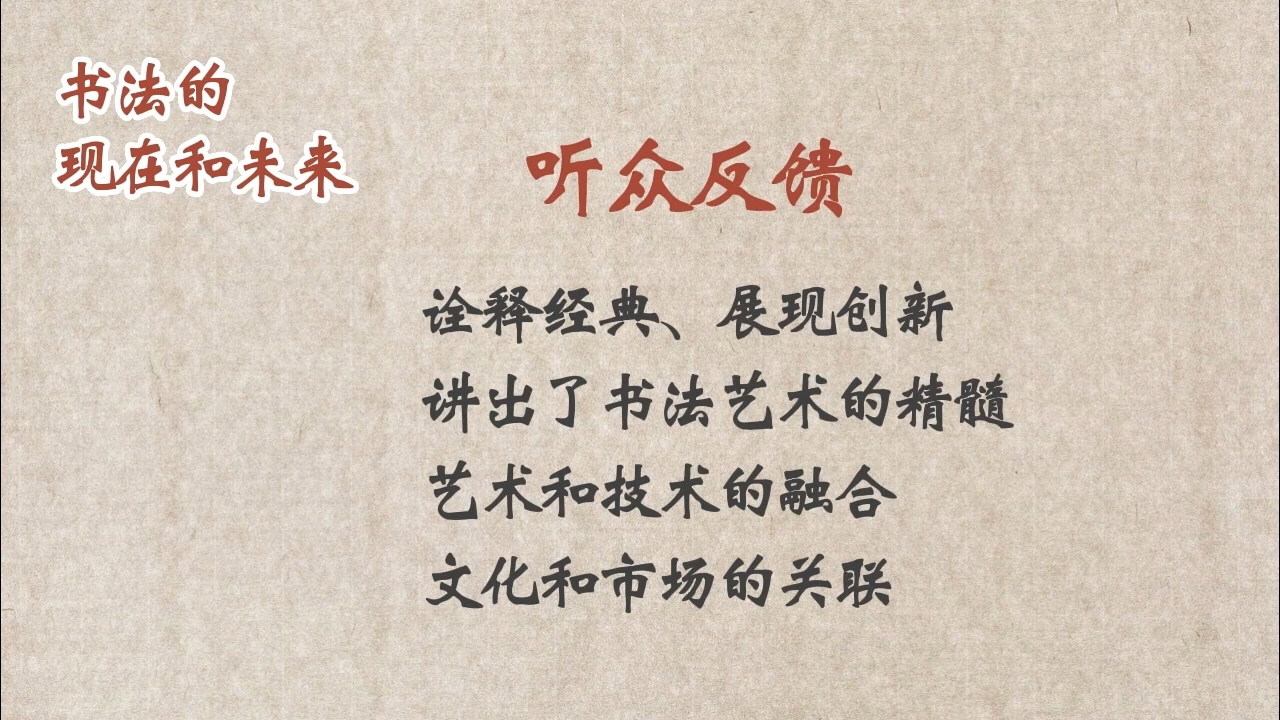 书法的
现在和未来
听众反馈
诠释经典、展现创新
讲出了书法艺术的精髓
艺术和技术的融合
文化和市场的关联